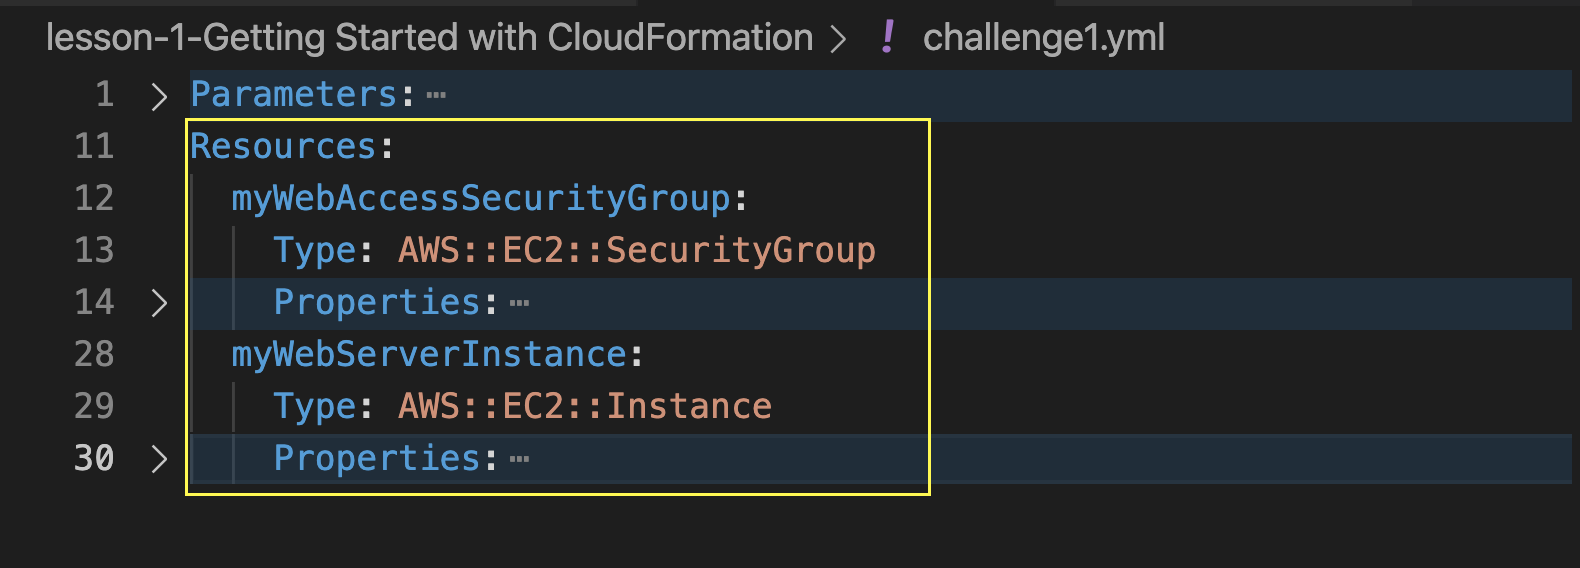 lesson-1-Getting Started with CloudFormation > ! challenge1.yml
1 > Parameters: ⋯
11 Resources:
12 myWebAccessSecurityGroup:
13 Type: AWS::EC2::SecurityGroup
14 > Properties: ⋯
28 myWebServerInstance:
29 Type: AWS::EC2::Instance
30 > Properties: ⋯